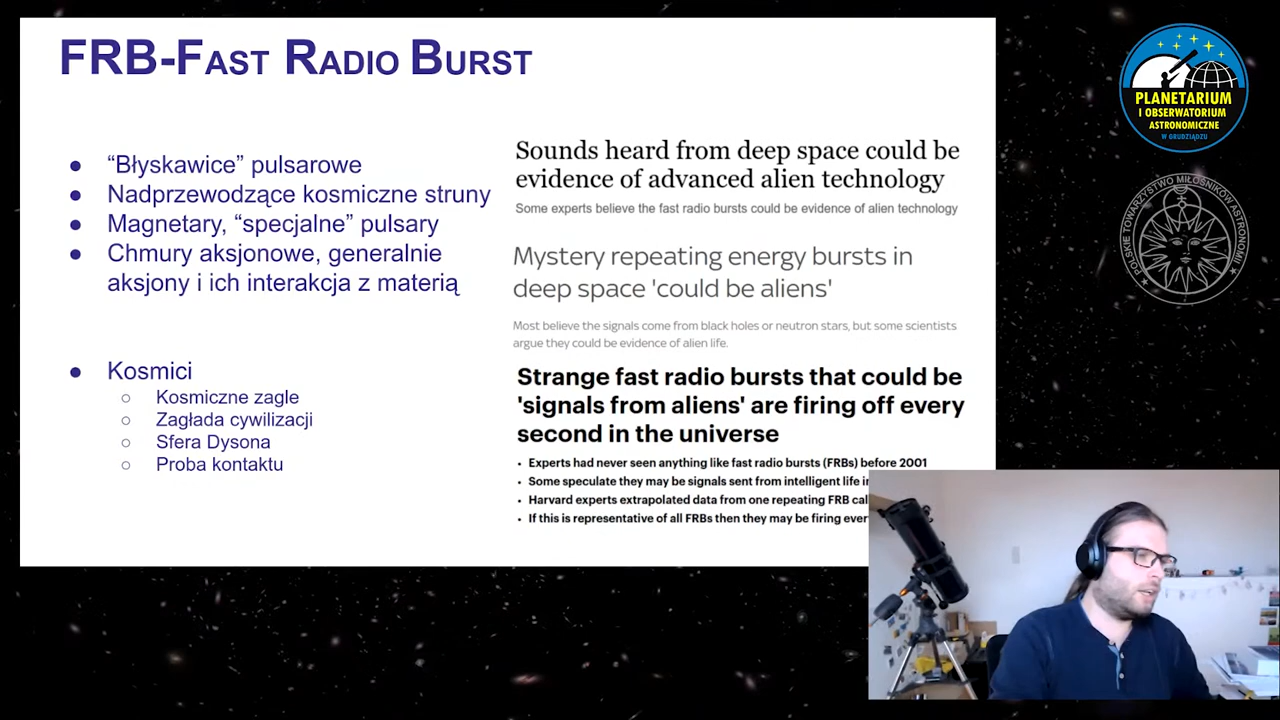 FRB-FAST RADIO BURST
“Błyskawice” pulsarowe
Nadprzewodzące kosmiczne struny
Magnetary, “specjalne” pulsary
Chmury aksjonowe, generalnie
aksjony i ich interakcja z materią
Kosmici
Kosmiczne zagle
Zagłada cywilizacji
Sfera Dysona
Proba kontaktu
Sounds heard from deep space could be
evidence of advanced alien technology
Some experts believe the fast radio bursts could be evidence of alien technology
Mystery repeating energy bursts in
deep space 'could be aliens'
Most believe the signals come from black holes or neutron stars, but some scientists
argue they could be evidence of alien life.
Strange fast radio bursts that could be
'signals from aliens' are firing off every
second in the universe
Experts had never seen anything like fast radio bursts (FRBs) before 2001
Some speculate they may be signals sent from intelligent life
Harvard experts extrapolated data from one repeating FRB
If this is representative of all FRBs then they may be firing
PLANETARIUM
I OBSERWATORIUM
ASTRONOMICZNE
W GRUDZIĄDZU
POLSKIE TOWARZYSTWO MIŁOŚNIKÓW ASTRONOMII